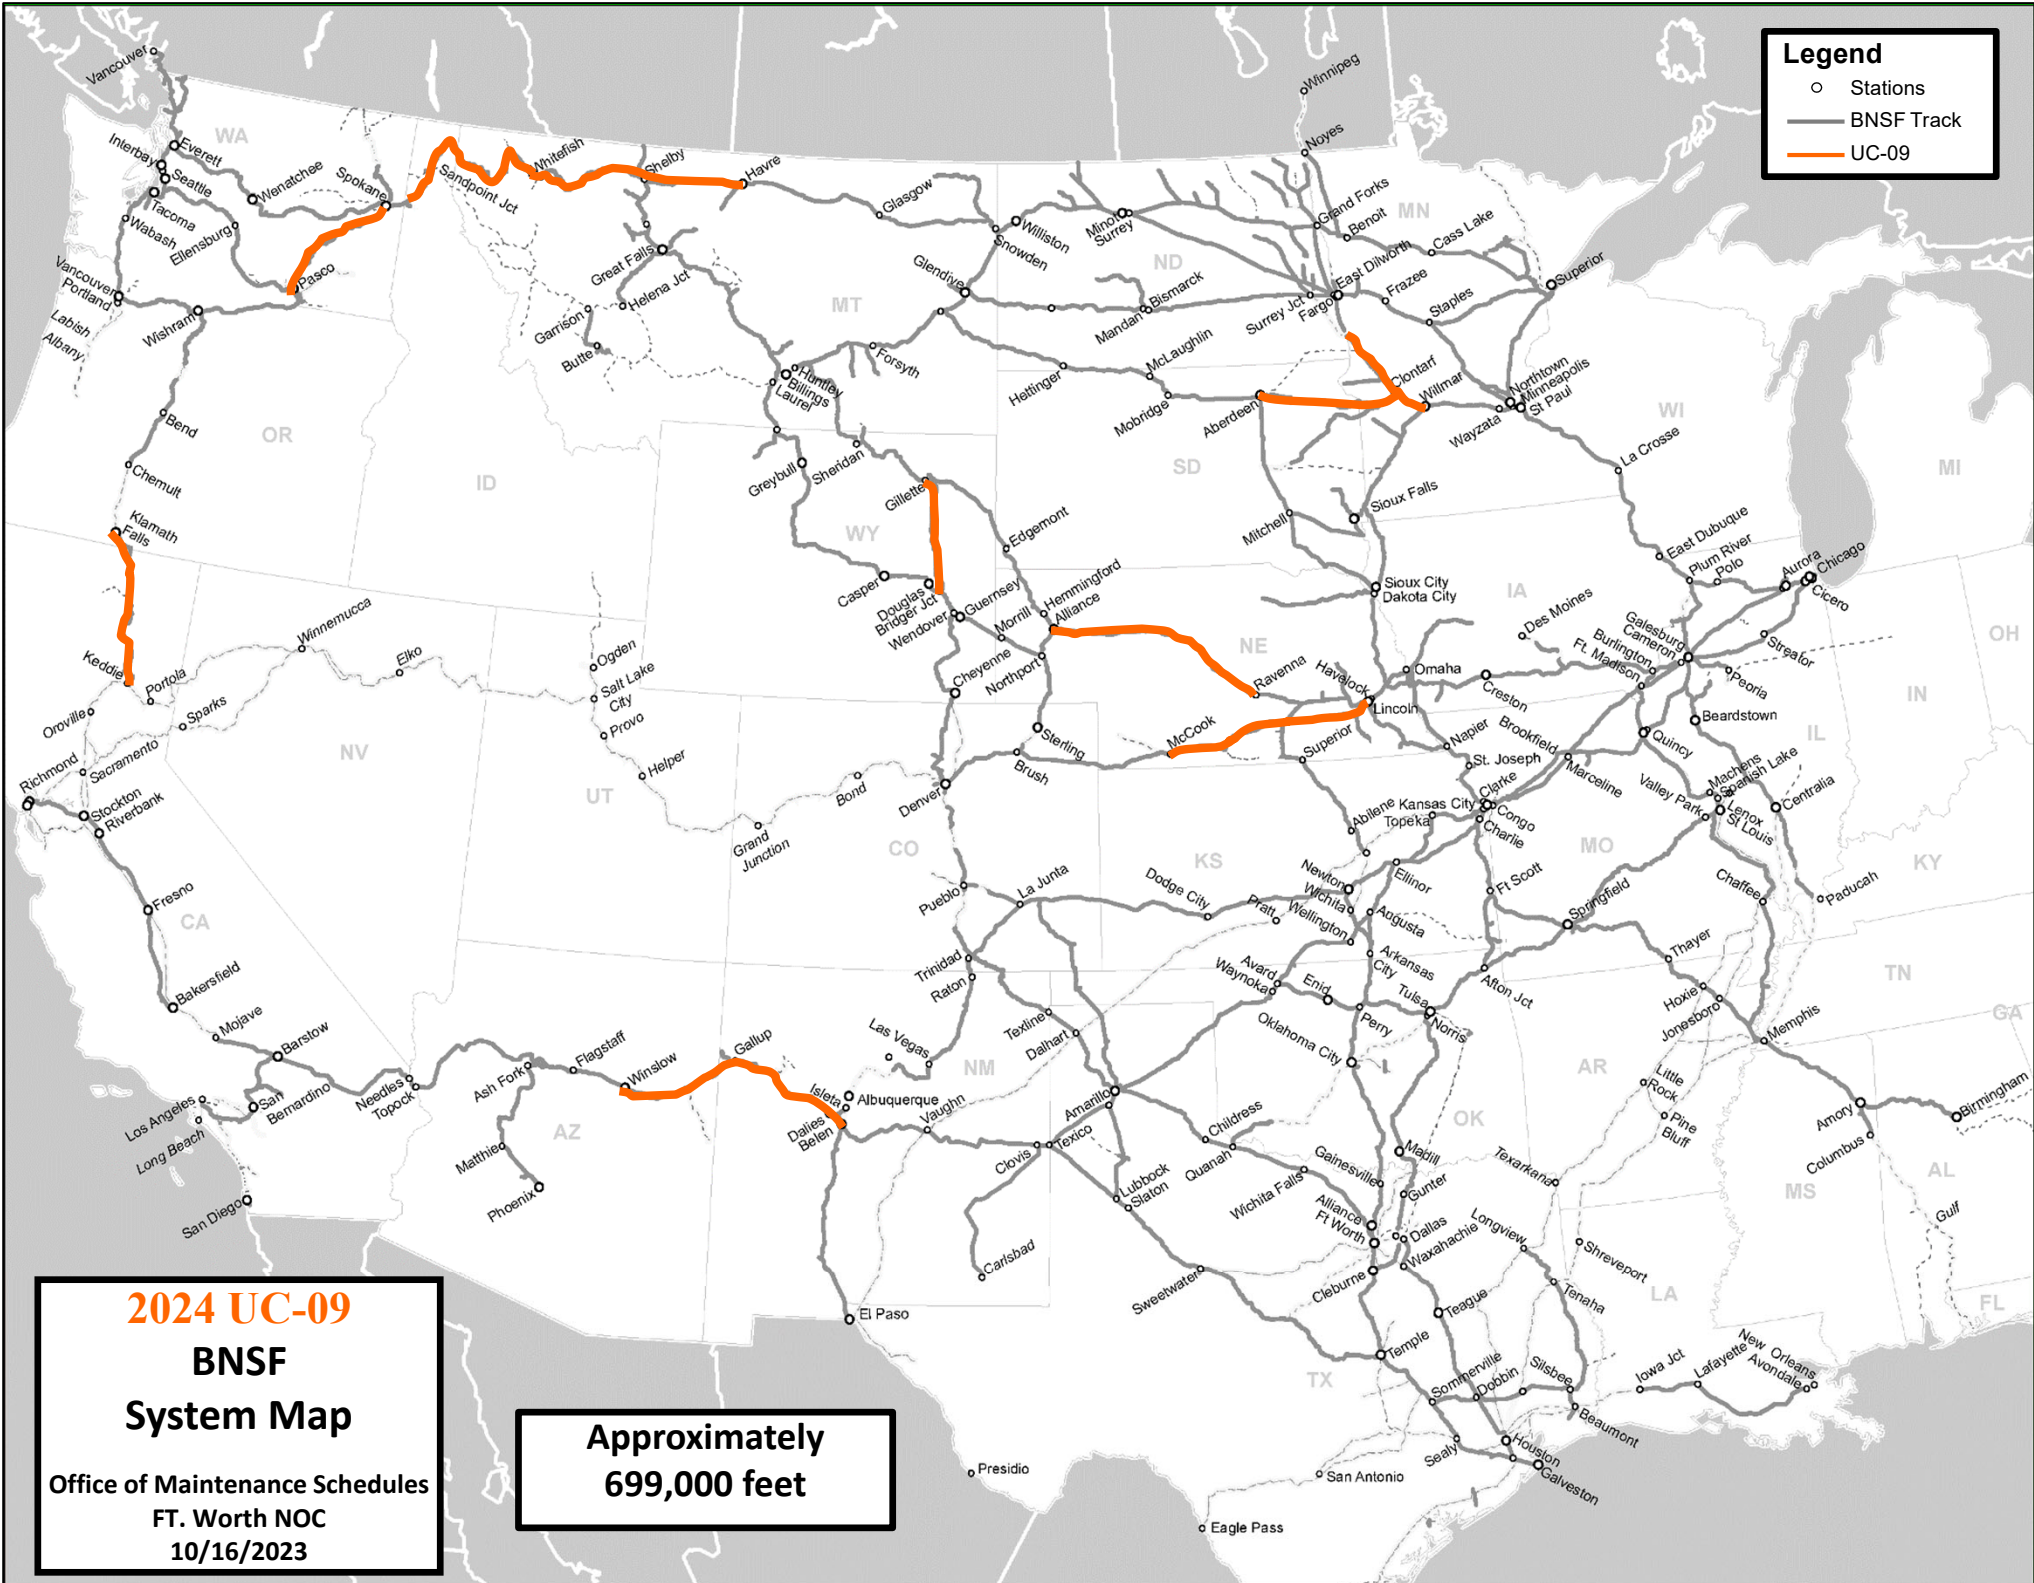 Legend
Stations
BNSF Track
UC-09
Vancouver
Winnipeg
Noyes
WA
Everett
Interbay
Seattle
Tacoma
Wabash
Ellensburg
Wenatchee
Spokane
Sandpoint Jct
Whitefish
Shelby
Havre
Glasgow
Snowden
Williston
Minot
Surrey
Grand Forks
Benoit
MN
Cass Lake
Superior
Vancouver
Portland
Labish
Albany
Wishram
Pasco
Great Falls
Helena Jct
Garrison
Butte
MT
Glendive
ND
Mandan
Bismarck
Surrey Jct
Fargo
East Dilworth
Frazee
Staples
Forsyth
Huntley
Billings
Laurel
Hettinger
McLaughlin
Mobridge
Aberdeen
Clontarf
Willmar
Wayzata
Northtown
Minneapolis
St Paul
WI
La Crosse
MI
Bend
OR
Chemult
Klamath
Falls
ID
Greybull
Sheridan
Gillette
WY
Edgemont
SD
Mitchell
Sioux Falls
East Dubuque
Plum River
Polo
Aurora
Chicago
Cicero
Casper
Douglas
Bridger Jct
Wendover
Guernsey
Morrill
Hemmingford
Alliance
Sioux City
Dakota City
IA
Des Moines
Galesburg
Cameron
Burlington
Ft. Madison
Streator
OH
Keddie
Portola
Winnemucca
Elko
Ogden
Salt Lake
City
Provo
Helper
Cheyenne
Northport
NE
Ravenna
Havelock
Omaha
Lincoln
Creston
Peoria
IN
Beardstown
IL
Oroville
Sparks
Sacramento
Richmond
Stockton
Riverbank
NV
UT
Bond
Grand
Junction
Denver
Sterling
Brush
McCook
Superior
Napier
St. Joseph
Brookfield
Marceline
Quincy
Machens
Spanish Lake
Valley Park
Lenox
St Louis
Centralia
CO
KS
Abilene
Kansas City
Topeka
Clarke
Congo
Charlie
MO
KY
Fresno
CA
Pueblo
La Junta
Dodge City
Pratt
Newton
Wichita
Wellington
Ellinor
Augusta
Ft Scott
Springfield
Chaffee
Paducah
Bakersfield
Mojave
Barstow
Trinidad
Raton
Avard
Waynoka
Enid
Arkansas
City
Perry
Tulsa
Norris
Afton Jct
Thayer
Hoxie
Jonesboro
TN
GA
Memphis
Los Angeles
Long Beach
San
Bernardino
San Diego
Needles
Topock
Ash Fork
Flagstaff
Winslow
Gallup
Las Vegas
NM
Texline
Dalhart
Oklahoma City
AR
Little
Rock
Pine
Bluff
Birmingham
Isleta
Albuquerque
Dalies
Belen
Vaughn
Amarillo
Childress
OK
Amory
Columbus
AZ
Matthie
Phoenix
Clovis
Texico
Lubbock
Slaton
Quanah
Wichita Falls
Gainesville
Madill
Gunter
Texarkana
MS
AL
Carlsbad
Alliance
Ft Worth
Dallas
Waxahachie
Longview
Shreveport
Gulf
El Paso
Sweetwater
Cleburne
Teague
Tenaha
LA
FL
Temple
TX
Sommerville
Dobbin
Silsbee
Iowa Jct
Lafayette
New Orleans
Avondale
Beaumont
Sealy
Houston
Galveston
Presidio
San Antonio
Eagle Pass
2024 UC-09
BNSF
System Map
Office of Maintenance Schedules
FT. Worth NOC
10/16/2023
Approximately
699,000 feet